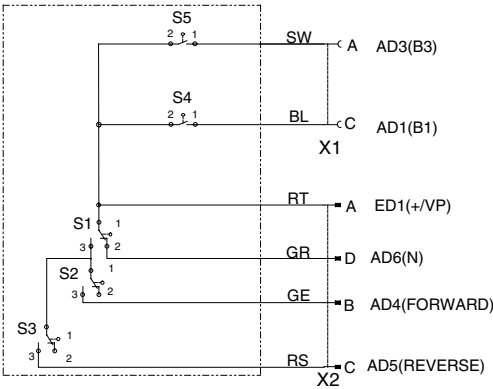 S5
2 1 SW A AD3(B3)
S4
2 1 BL C AD1(B1)
X1
RT A ED1(+/VP)
S1 1
3 2 GR D AD6(N)
S2 1
3 2 GE B AD4(FORWARD)
S3 1
3 2 RS C AD5(REVERSE)
X2